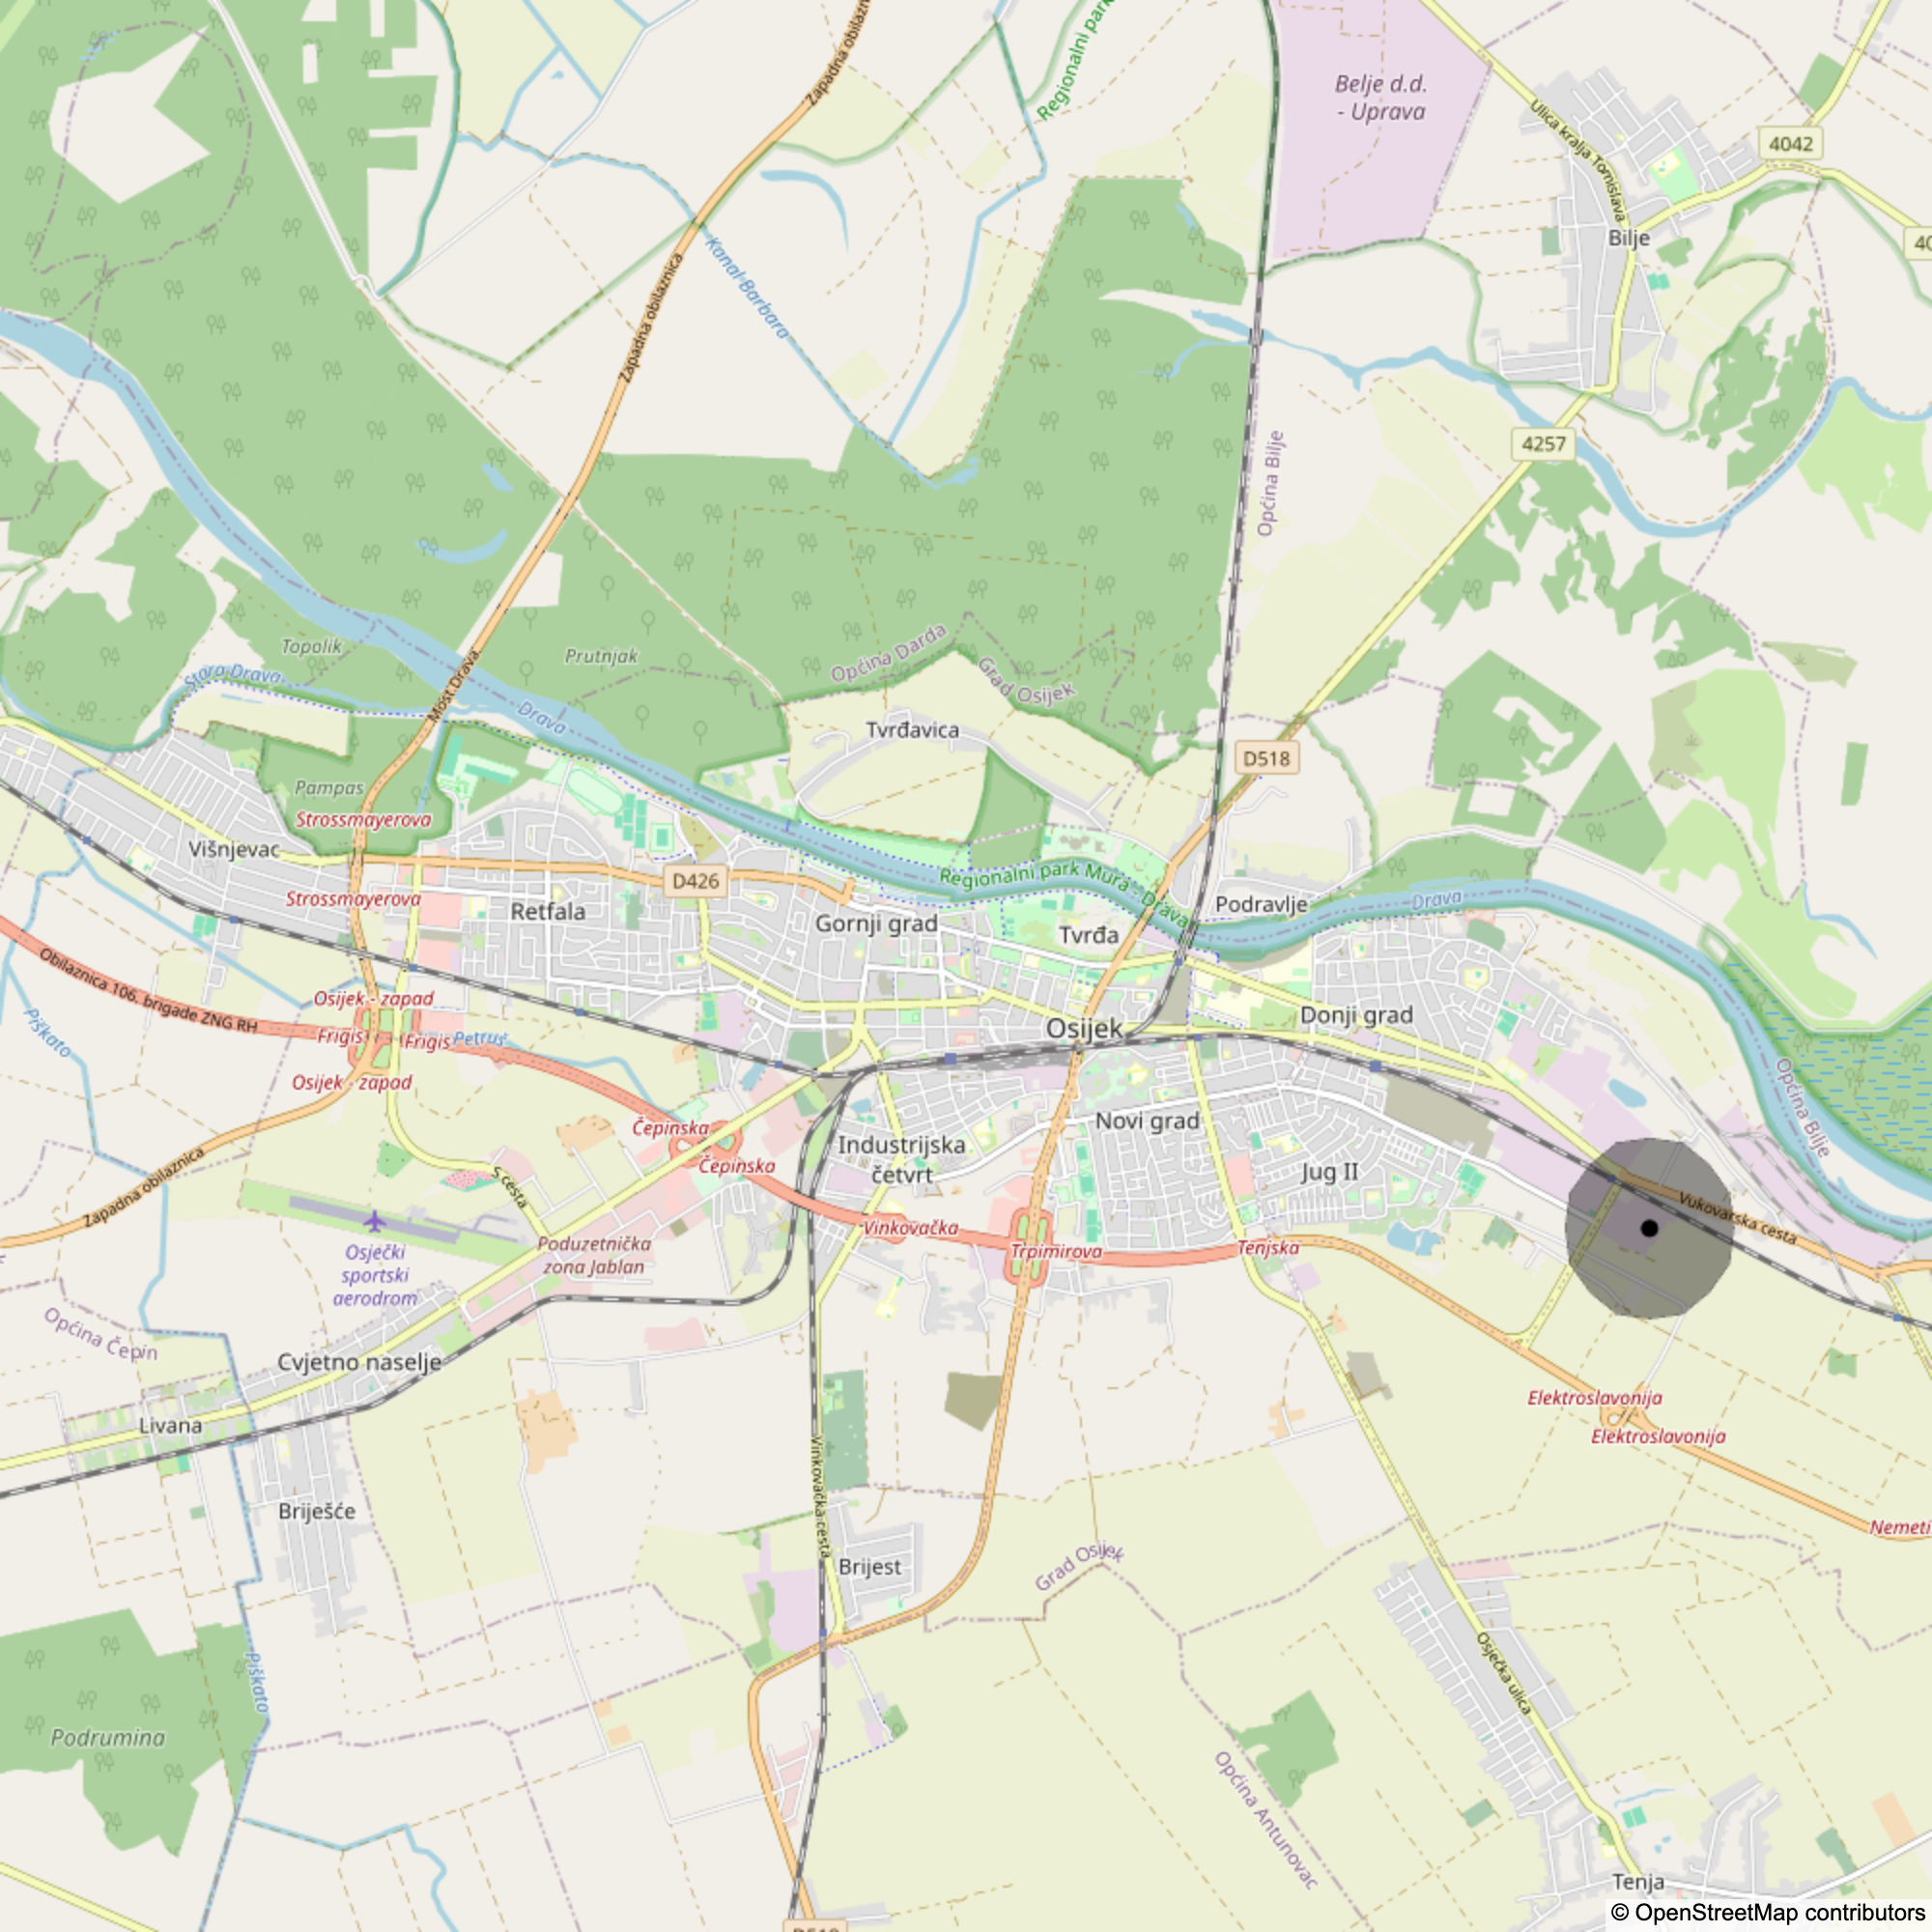 Zapadna obilazn
Regionalni park
Belje d.d.
- Uprava
Ulica kralja Tomislava
4042
Bilje
40
Kanal Barbara
Zapadna obilaznica
4257
Općina Bilje
Topolik
Prutnjak
Općina Darda
Grad Osijek
Stara Drava
Most Drava
Drava
Tvrđavica
D518
Pampas
Strossmayerova
Višnjevac
D426
Regionalni park Mura - Drava
Strossmayerova
Retfala
Gornji grad
Podravlje
Drava
Tvrđa
Obilaznica 106. brigade ZNG RH
Osijek - zapad
Piškato
Frigis
Frigis
Petruš
Osijek
Donji grad
Osijek - zapad
Općina Bilje
Čepinska
Novi grad
Industrijska
četvrt
Čepinska
Jug II
S cesta
Zapadna obilaznica
Vukovarska cesta
Vinkovačka
Osječki
sportski
aerodrom
Poduzetnička
zona Jablan
Trpimirova
Tenjska
Općina Čepin
Cvjetno naselje
Livana
Elektroslavonija
Elektroslavonija
Vinkovačka cesta
Briješće
Nemeti
Brijest
Grad Osijek
Piškato
Osječka ulica
Podrumina
Općina Antunovac
Tenja
D518
© OpenStreetMap contributors